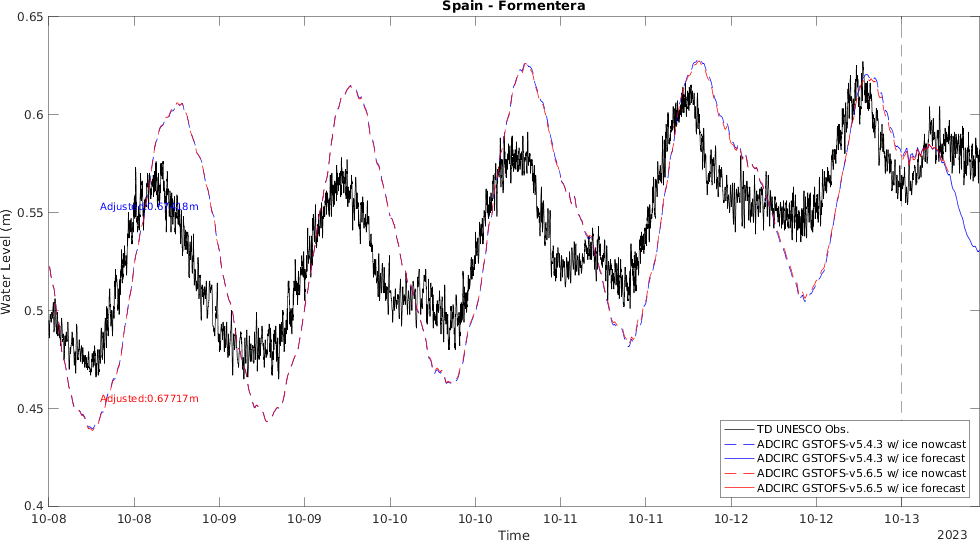 Spain - Formentera
0.65
0.6
0.55
0.5
0.45
0.4
Water Level (m)
Adjusted:0.67718m
Adjusted:0.67717m
TD UNESCO Obs.
ADCIRC GSTOFS-v5.4.3 w/ ice nowcast
ADCIRC GSTOFS-v5.4.3 w/ ice forecast
ADCIRC GSTOFS-v5.6.5 w/ ice nowcast
ADCIRC GSTOFS-v5.6.5 w/ ice forecast
10-08 10-08 10-09 10-09 10-10 10-10 10-11 10-11 10-12 10-12 10-13
Time
2023